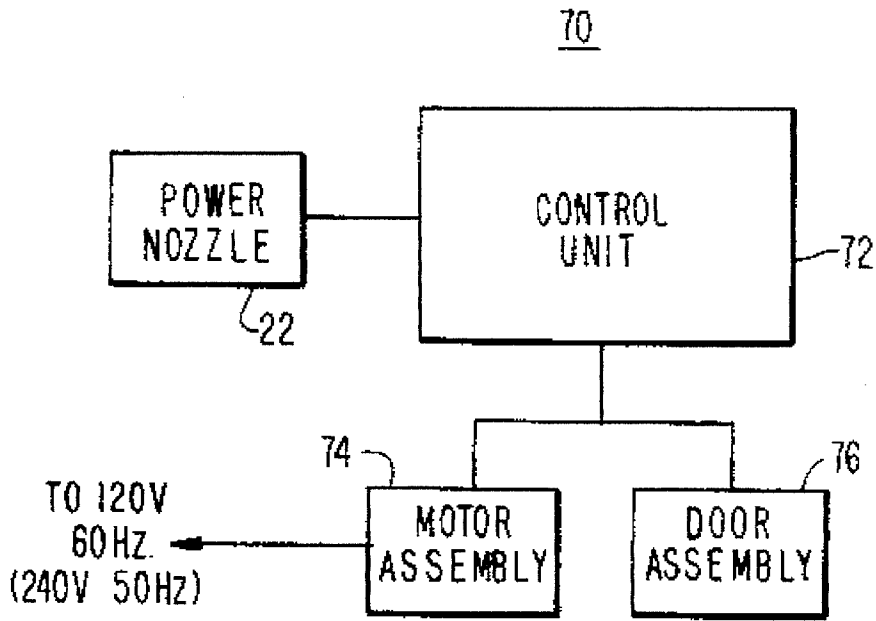 70
POWER
NOZZLE
22
CONTROL
UNIT
72
74
76
TO 120V
60HZ.
(240V 50HZ)
MOTOR
ASSEMBLY
DOOR
ASSEMBLY